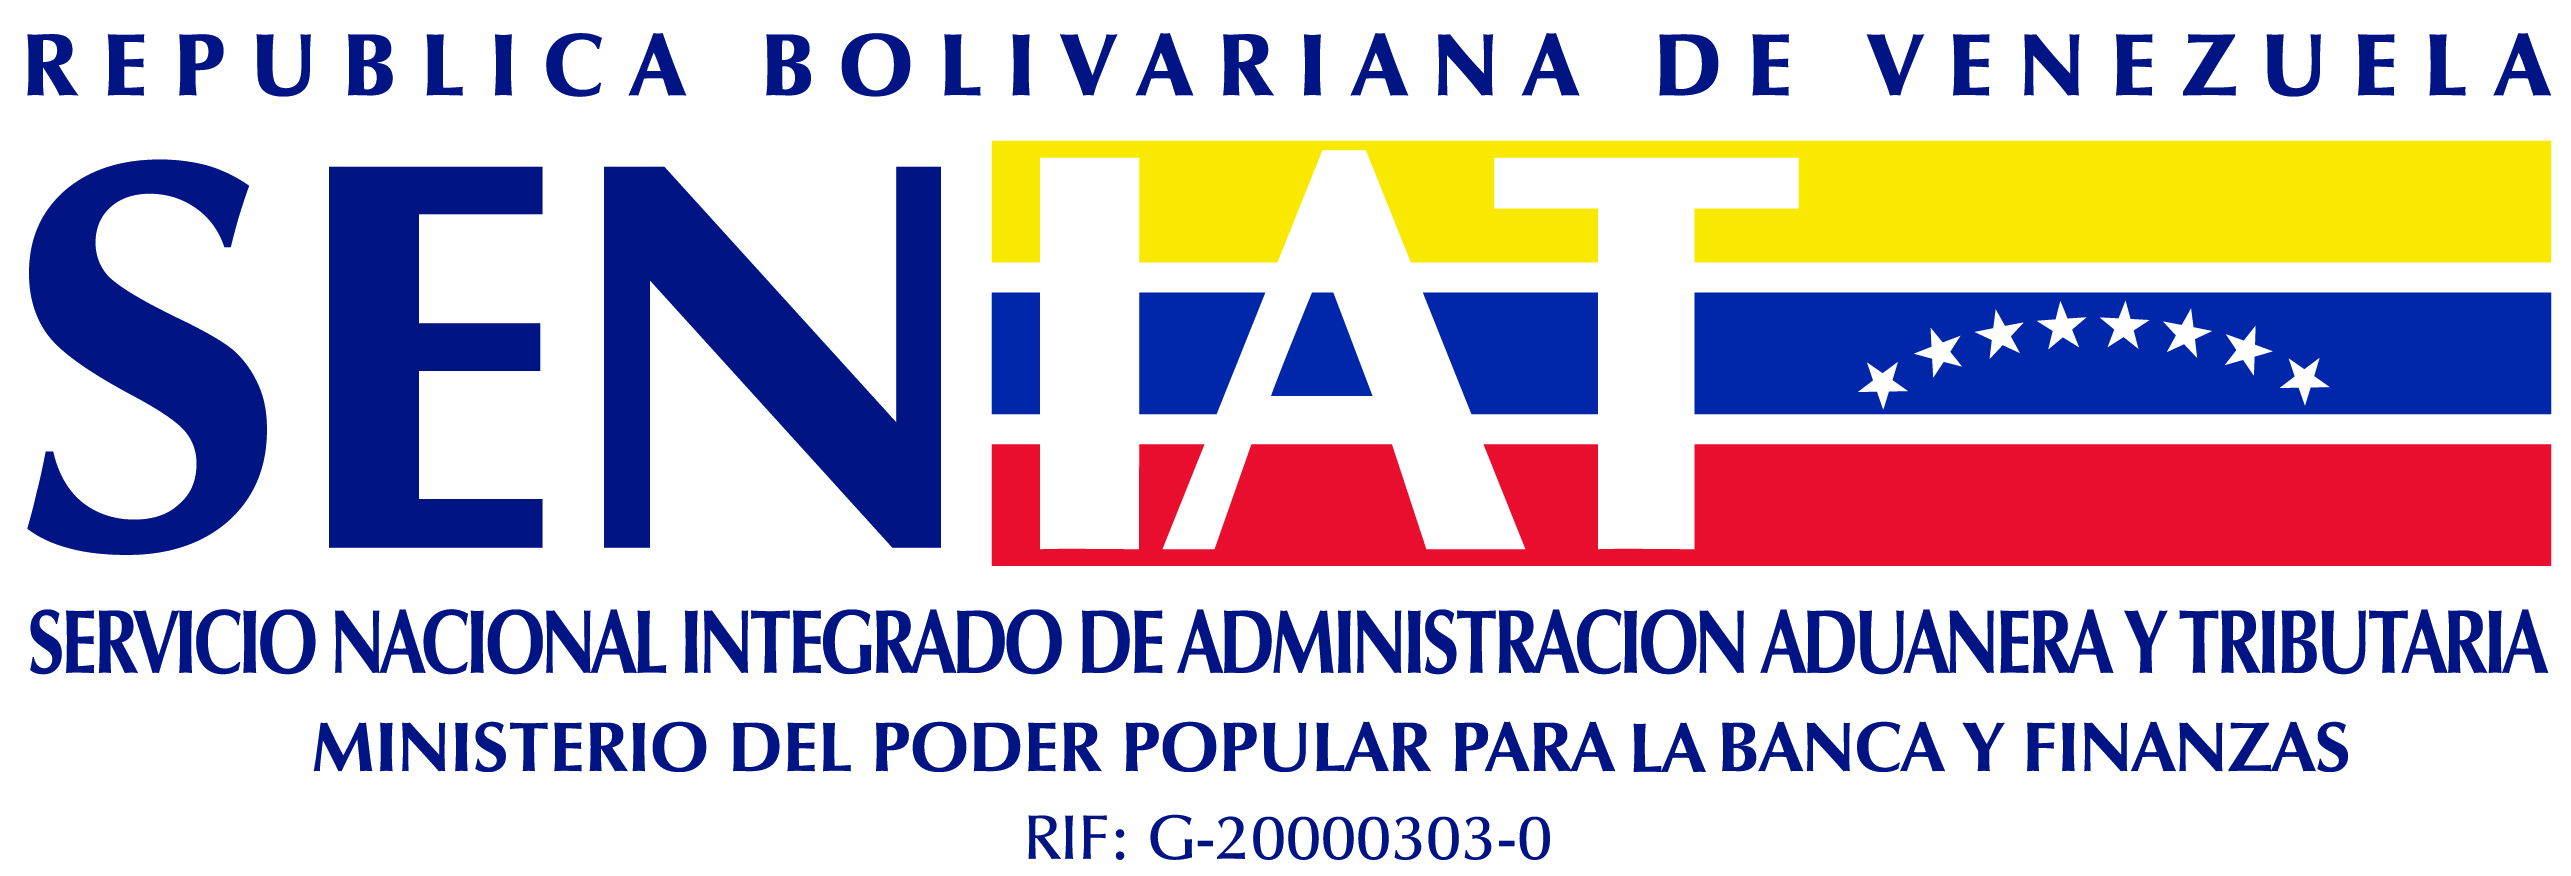 REPUBLICA BOLIVARIANA DE VENEZUELA
SENIAT
SERVICIO NACIONAL INTEGRADO DE ADMINISTRACION ADUANERA Y TRIBUTARIA
MINISTERIO DEL PODER POPULAR PARA LA BANCA Y FINANZAS
RIF: G-20000303-0